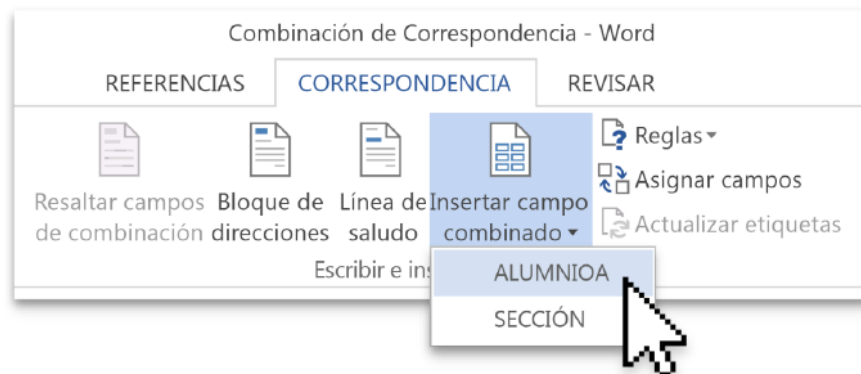 Combinación de Correspondencia - Word
REFERENCIAS CORRESPONDENCIA REVISAR
Resaltar campos de combinación
Bloque de direcciones
Línea de saludo
Insertar campo combinado
Reglas
Asignar campos
Actualizar etiquetas
Escribir e ins
ALUMNIOA
SECCIÓN